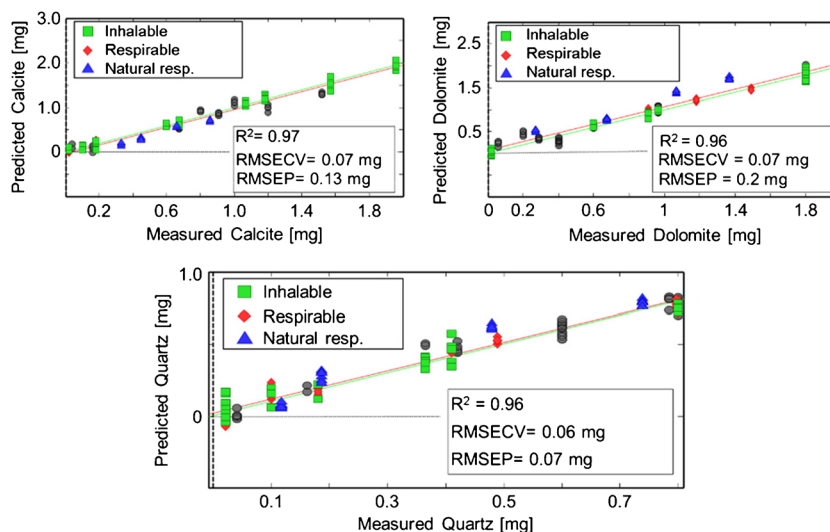 Predicted Calcite [mg]
3.0
2.0
1.0
0
Inhalable
Respirable
Natural resp.
R²= 0.97
RMSECV= 0.07 mg
RMSEP= 0.13 mg
0.2 0.6 1.0 1.4 1.8
Measured Calcite [mg]
Predicted Dolomite [mg]
2.5
1.5
0.5
0
Inhalable
Respirable
Natural resp.
R² = 0.96
RMSECV = 0.07 mg
RMSEP = 0.2 mg
0 0.2 0.6 1.0 1.4 1.8
Measured Dolomite [mg]
Predicted Quartz [mg]
1.0
0
Inhalable
Respirable
Natural resp.
R² = 0.96
RMSECV = 0.06 mg
RMSEP = 0.07 mg
0.1 0.3 0.5 0.7
Measured Quartz [mg]